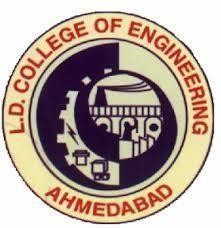 L.D. COLLEGE OF ENGINEERING
AHMEDABAD